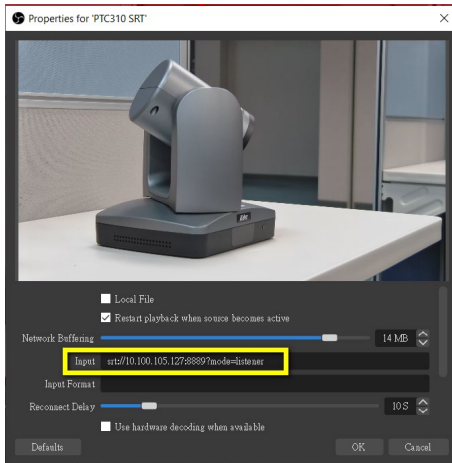 Properties for 'PTC310 SRT'
Local File
Restart playback when source becomes active
Network Buffering 14 MB
Input srt://10.100.105.127:8889?mode=listener
Input Format
Reconnect Delay 10 S
Use hardware decoding when available
Defaults OK Cancel